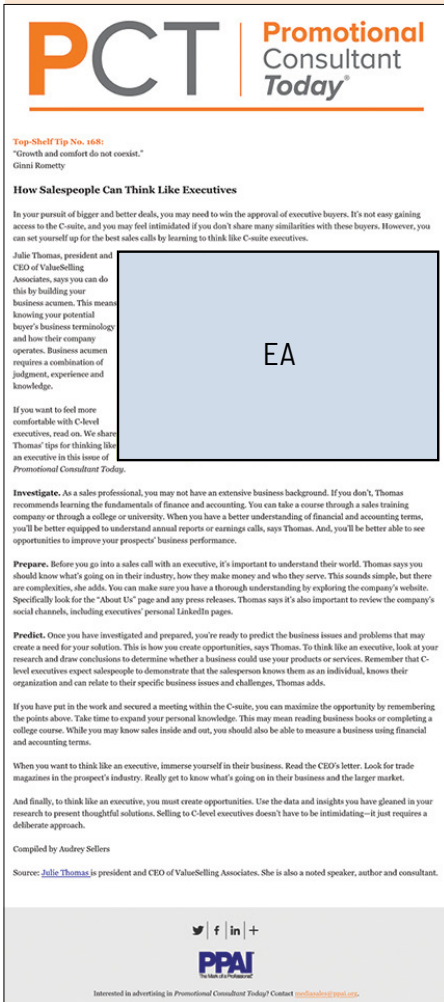 PCT
Promotional
Consultant
Today®
Top-Shelf Tip No. 168:
"Growth and comfort do not coexist."
Ginni Rometty
How Salespeople Can Think Like Executives
In your pursuit of bigger and better deals, you may need to win the approval of executive buyers. It's not easy gaining
access to the C-suite, and you may feel intimidated if you don't share many similarities with these buyers. However, you
can set yourself up for the best sales calls by learning to think like C-suite executives.
Julie Thomas, president and
CEO of ValueSelling
Associates, says you can do
this by building your
business acumen. This means
knowing your potential
buyer's business terminology
and how their company
operates. Business acumen
requires a combination of
judgment, experience and
knowledge.
EA
If you want to feel more
comfortable with C-level
executives, read on. We share
Thomas' tips for thinking like
an executive in this issue of
Promotional Consultant Today.
Investigate. As a sales professional, you may not have an extensive business background. If you don't, Thomas
recommends learning the fundamentals of finance and accounting. You can take a course through a sales training
company or through a college or university. When you have a better understanding of financial and accounting terms,
you'll be better equipped to understand annual reports or earnings calls, says Thomas. And, you'll be better able to see
opportunities to improve your prospects' business performance.
Prepare. Before you go into a sales call with an executive, it's important to understand their world. Thomas says you
should know what's going on in their industry, how they make money and who they serve. This sounds simple, but there
are complexities, she adds. You can make sure you have a thorough understanding by exploring the company's website.
Specifically look for the "About Us" page and any press releases. Thomas says it's also important to review the company's
social channels, including executives' personal LinkedIn pages.
Predict. Once you have investigated and prepared, you're ready to predict the business issues and problems that may
create a need for your solution. This is how you create opportunities, says Thomas. To think like an executive, look at your
research and draw conclusions to determine whether a business could use your products or services. Remember that C-
level executives expect salespeople to demonstrate that the salesperson knows them as an individual, knows their
organization and can relate to their specific business issues and challenges, Thomas adds.
If you have put in the work and secured a meeting within the C-suite, you can maximize the opportunity by remembering
the points above. Take time to expand your personal knowledge. This may mean reading business books or completing a
college course. While you may know sales inside and out, you should also be able to measure a business using financial
and accounting terms.
When you want to think like an executive, immerse yourself in their business. Read the CEO's letter. Look for trade
magazines in the prospect's industry. Really get to know what's going on in their business and the larger market.
And finally, to think like an executive, you must create opportunities. Use the data and insights you have gleaned in your
research to present thoughtful solutions. Selling to C-level executives doesn't have to be intimidating—it just requires a
deliberate approach.
Compiled by Audrey Sellers
Source: Julie Thomas is president and CEO of ValueSelling Associates. She is also a noted speaker, author and consultant.
f in +
PPAI
The Mark of a Professional®
Interested in advertising in Promotional Consultant Today? Contact mediasales@ppai.org.